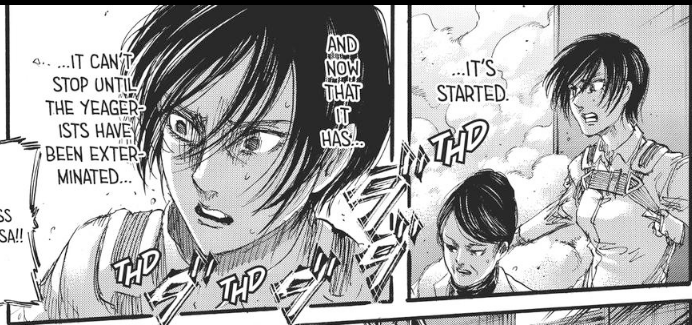 ...IT'S
STARTED.
THD
AND
NOW
THAT
IT
HAS...
...IT CAN'T
STOP UNTIL
THE YEAGER-
ISTS HAVE
BEEN EXTER-
MINATED...
THD
THD
SS
SA!!